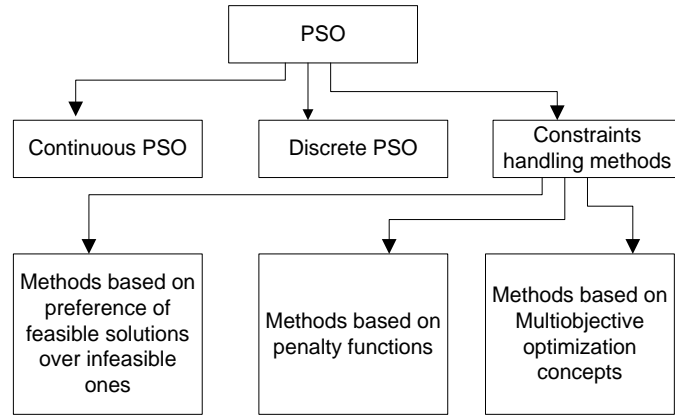 PSO
Continuous PSO
Discrete PSO
Constraints
handling methods
Methods based on
preference of
feasible solutions
over infeasible
ones
Methods based on
penalty functions
Methods based on
Multiobjective
optimization
concepts